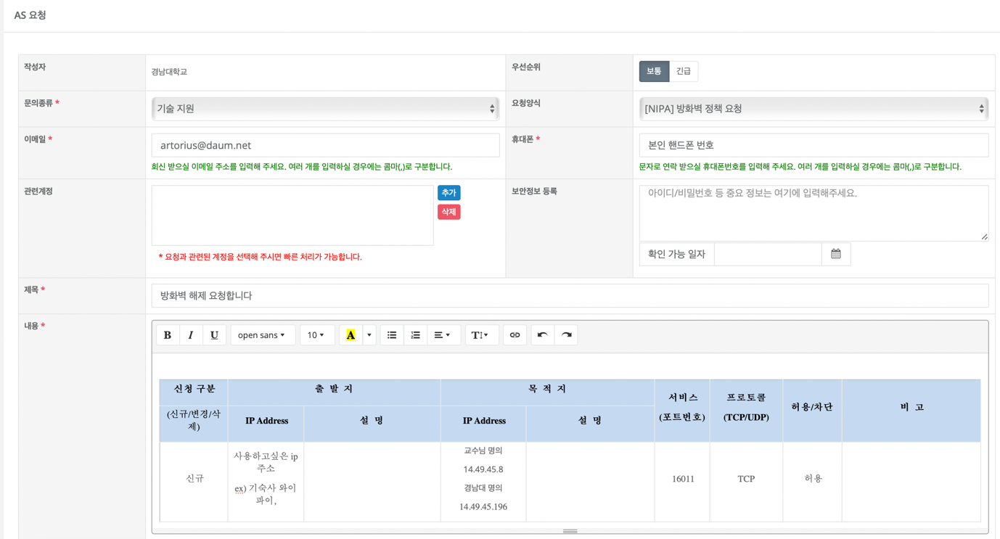 AS 요청
작성자
경남대학교
우선순위
보통
긴급
문의종류 *
기술 지원
요청양식
[NIPA] 방화벽 정책 요청
이메일 *
artorius@daum.net
회신 받으실 이메일 주소를 입력해 주세요. 여러 개를 입력하실 경우에는 콤마(,)로 구분합니다.
휴대폰 *
본인 핸드폰 번호
문자로 연락 받으실 휴대폰번호를 입력해 주세요. 여러 개를 입력하실 경우에는 콤마(,)로 구분합니다.
관련계정
추가
삭제
* 요청과 관련된 계정을 선택해 주시면 빠른 처리가 가능합니다.
보안정보 등록
아이디/비밀번호 등 중요 정보는 여기에 입력해주세요.
확인 가능 일자
제목 *
방화벽 해제 요청합니다
내용 *
B I U open sans 10 A T
신청 구분
(신규/변경/삭
제)
출 발 지
IP Address
설 명
목 적 지
IP Address
설 명
서비스
(포트번호)
프로토콜
(TCP/UDP)
허용/차단
비 고
신규
사용하고싶은 ip
주소
ex) 기숙사 와이
파이,
교수님 명의
14.49.45.8
경남대 명의
14.49.45.196
16011
TCP
허용